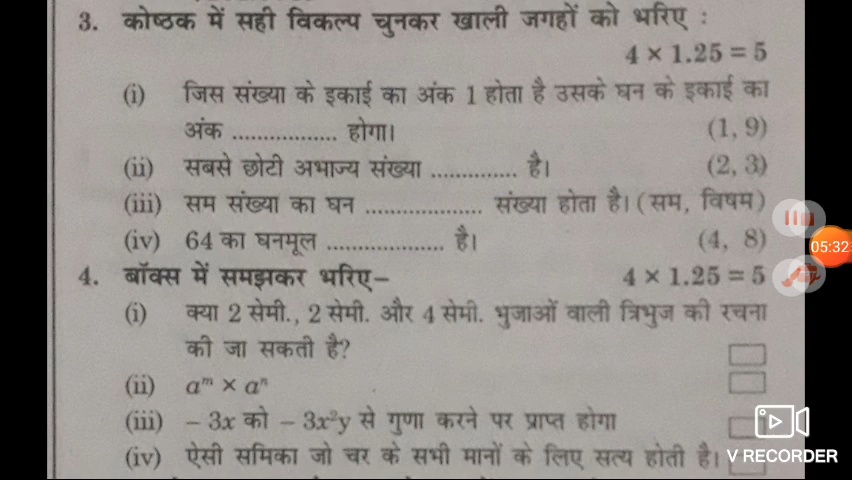 3. कोष्ठक में सही विकल्प चुनकर खाली जगहों को भरिए :
4 × 1.25 = 5
(i) जिस संख्या के इकाई का अंक 1 होता है उसके घन के इकाई का
अंक ................. होगा। (1, 9)
(ii) सबसे छोटी अभाज्य संख्या .............. है। (2, 3)
(iii) सम संख्या का घन ................... संख्या होता है। (सम, विषम)
(iv) 64 का घनमूल ................... है। (4, 8)
05:32
4. बॉक्स में समझकर भरिए– 4 × 1.25 = 5
(i) क्या 2 सेमी., 2 सेमी. और 4 सेमी. भुजाओं वाली त्रिभुज की रचना
की जा सकती है?
(ii) aᵐ × aⁿ
(iii) – 3x को – 3x²y से गुणा करने पर प्राप्त होगा
(iv) ऐसी समिका जो चर के सभी मानों के लिए सत्य होती है।
V RECORDER